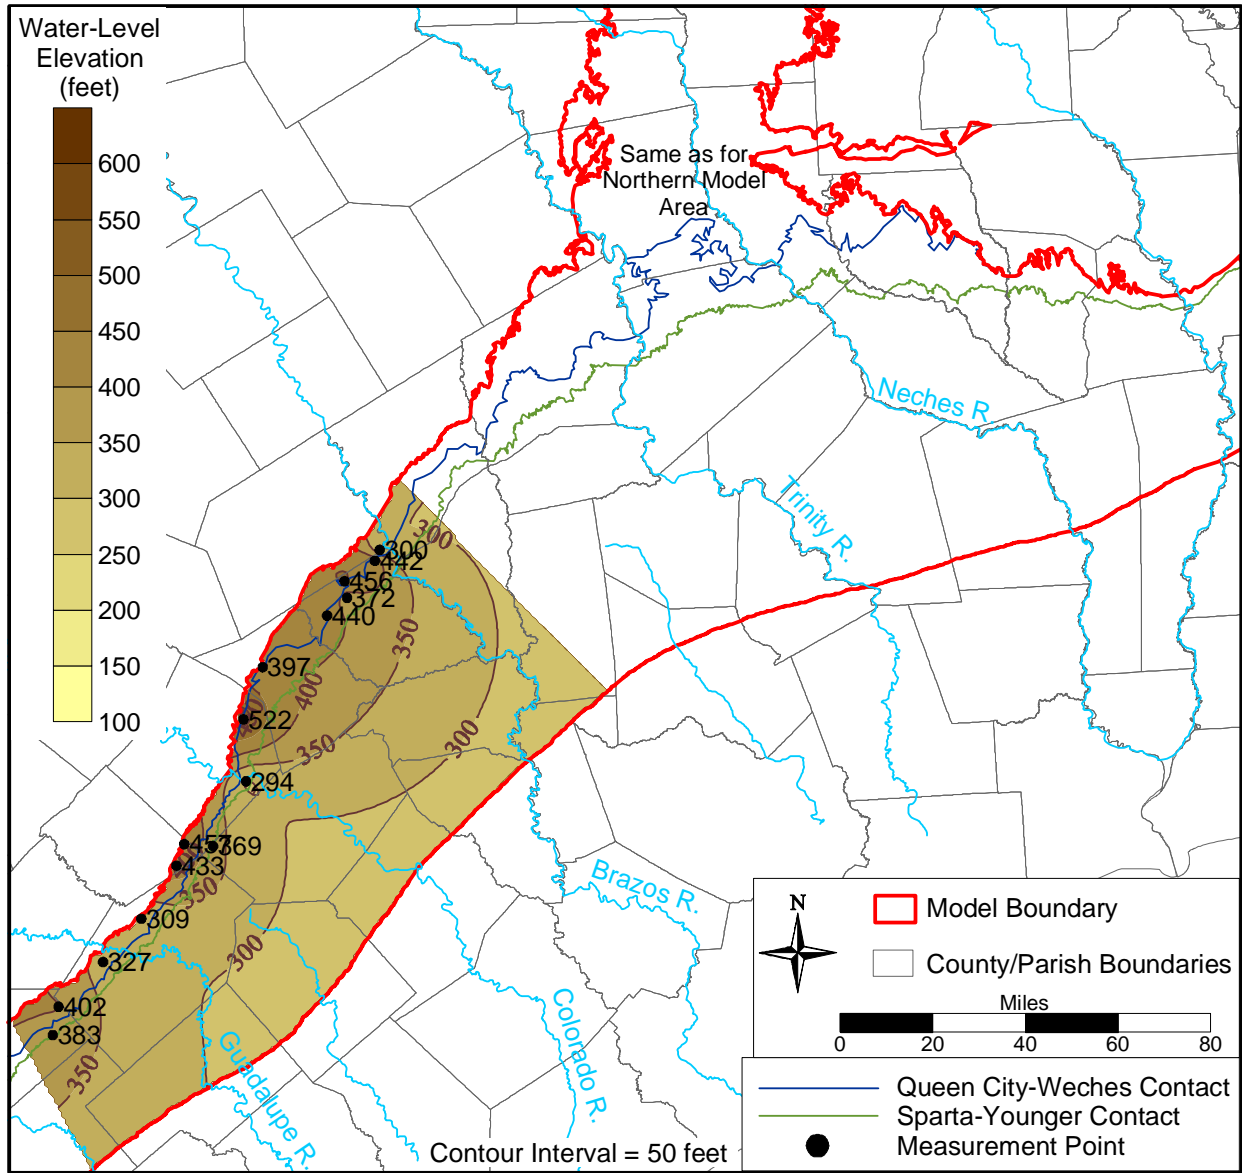 Water-Level
Elevation
(feet)
600
550
500
450
400
350
300
250
200
150
100
Same as for
Northern Model
Area
Neches R.
Trinity R.
Brazos R.
Colorado R.
Guadalupe R.
300
300
442
456
372
440
350
397
400
522
350
300
294
457
369
433
350
309
300
327
402
383
350
N
Model Boundary
County/Parish Boundaries
Miles
0 20 40 60 80
Queen City-Weches Contact
Sparta-Younger Contact
Measurement Point
Contour Interval = 50 feet